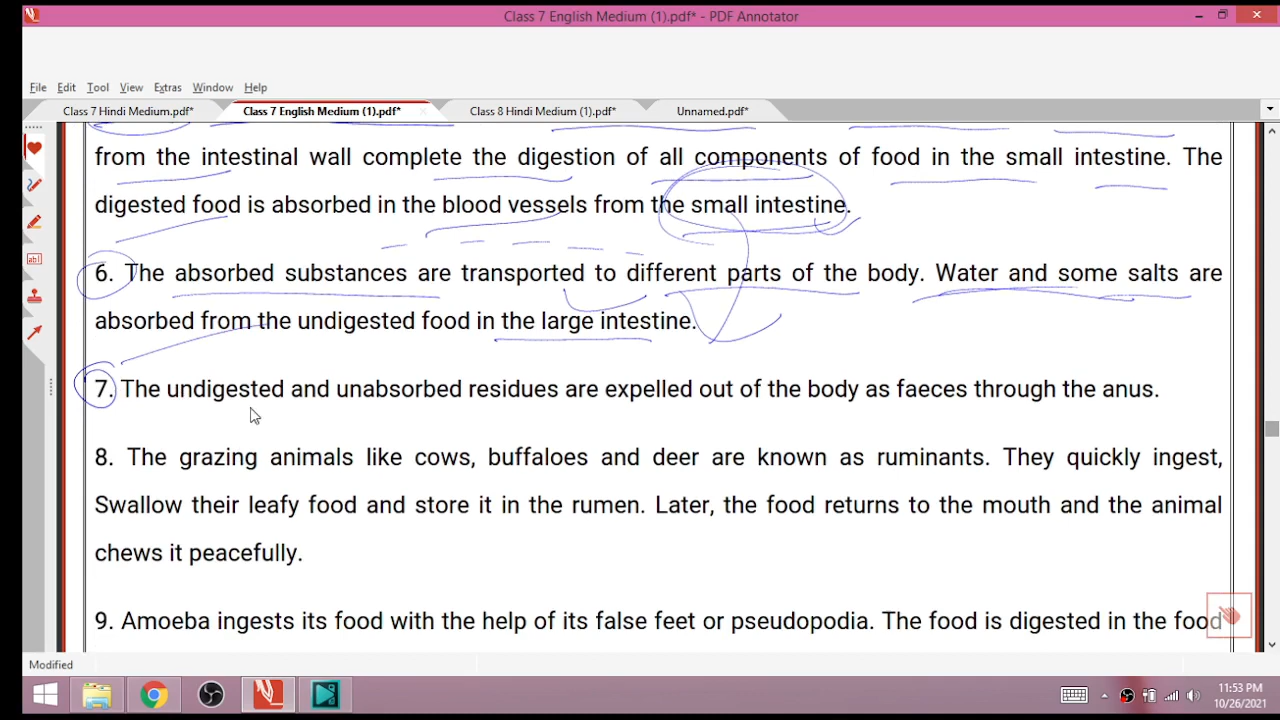 Class 7 English Medium (1).pdf* - PDF Annotator
File Edit Tool View Extras Window Help
Class 7 Hindi Medium.pdf* Class 7 English Medium (1).pdf* Class 8 Hindi Medium (1).pdf* Unnamed.pdf*
from the intestinal wall complete the digestion of all components of food in the small intestine. The
digested food is absorbed in the blood vessels from the small intestine.
6. The absorbed substances are transported to different parts of the body. Water and some salts are
absorbed from the undigested food in the large intestine.
7. The undigested and unabsorbed residues are expelled out of the body as faeces through the anus.
8. The grazing animals like cows, buffaloes and deer are known as ruminants. They quickly ingest,
Swallow their leafy food and store it in the rumen. Later, the food returns to the mouth and the animal
chews it peacefully.
9. Amoeba ingests its food with the help of its false feet or pseudopodia. The food is digested in the food
Modified
11:53 PM
10/26/2021